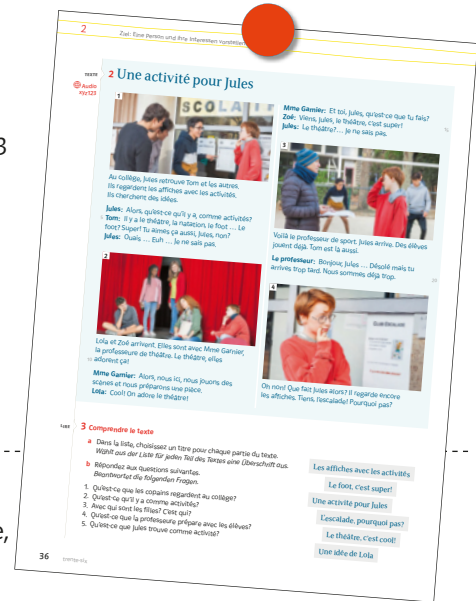 2
Ziel: Eine Person und ihre Interessen vorstellen
TEXTE
2 Une activité pour Jules
Audio
xyz123
1
SCOLAI
Au collège, Jules retrouve Tom et les autres.
Ils regardent les affiches avec les activités.
Ils cherchent des idées.
Jules: Alors, qu'est-ce qu'il y a, comme activités?
Tom: Il y a le théâtre, la natation, le foot … Le
foot? Super! Tu aimes ça aussi, Jules, non?
Jules: Ouais … Euh … Je ne sais pas.
2
Lola et Zoé arrivent. Elles sont avec Mme Garnier,
la professeure de théâtre. Le théâtre, elles
adorent ça!
Mme Garnier: Alors, nous ici, nous jouons des
scènes et nous préparons une pièce.
Lola: Cool! On adore le théâtre!
Mme Garnier: Et toi, Jules, qu'est-ce que tu fais?
Zoé: Viens, Jules, le théâtre, c'est super!
Jules: Le théâtre? … Je ne sais pas.
3
Voilà le professeur de sport. Jules arrive. Des élèves
jouent déjà. Tom est là aussi.
Le professeur: Bonjour, Jules … Désolé mais tu
arrives trop tard. Nous sommes déjà trop.
4
Oh non! Que fait Jules alors? Il regarde encore
les affiches. Tiens, l'escalade! Pourquoi pas?
3 Comprendre le texte
a Dans la liste, choisissez un titre pour chaque partie du texte.
Wählt aus der Liste für jeden Teil des Textes eine Überschrift aus.
b Répondez aux questions suivantes.
Beantwortet die folgenden Fragen.
1. Qu'est-ce que les copains regardent au collège?
2. Qu'est-ce qu'il y a comme activités?
3. Avec qui sont les filles? C'est qui?
4. Qu'est-ce que la professeure prépare avec les élèves?
5. Qu'est-ce que Jules trouve comme activité?
Les affiches avec les activités
Le foot, c'est super!
Une activité pour Jules
L'escalade, pourquoi pas?
Le théâtre, c'est cool!
Une idée de Lola
36